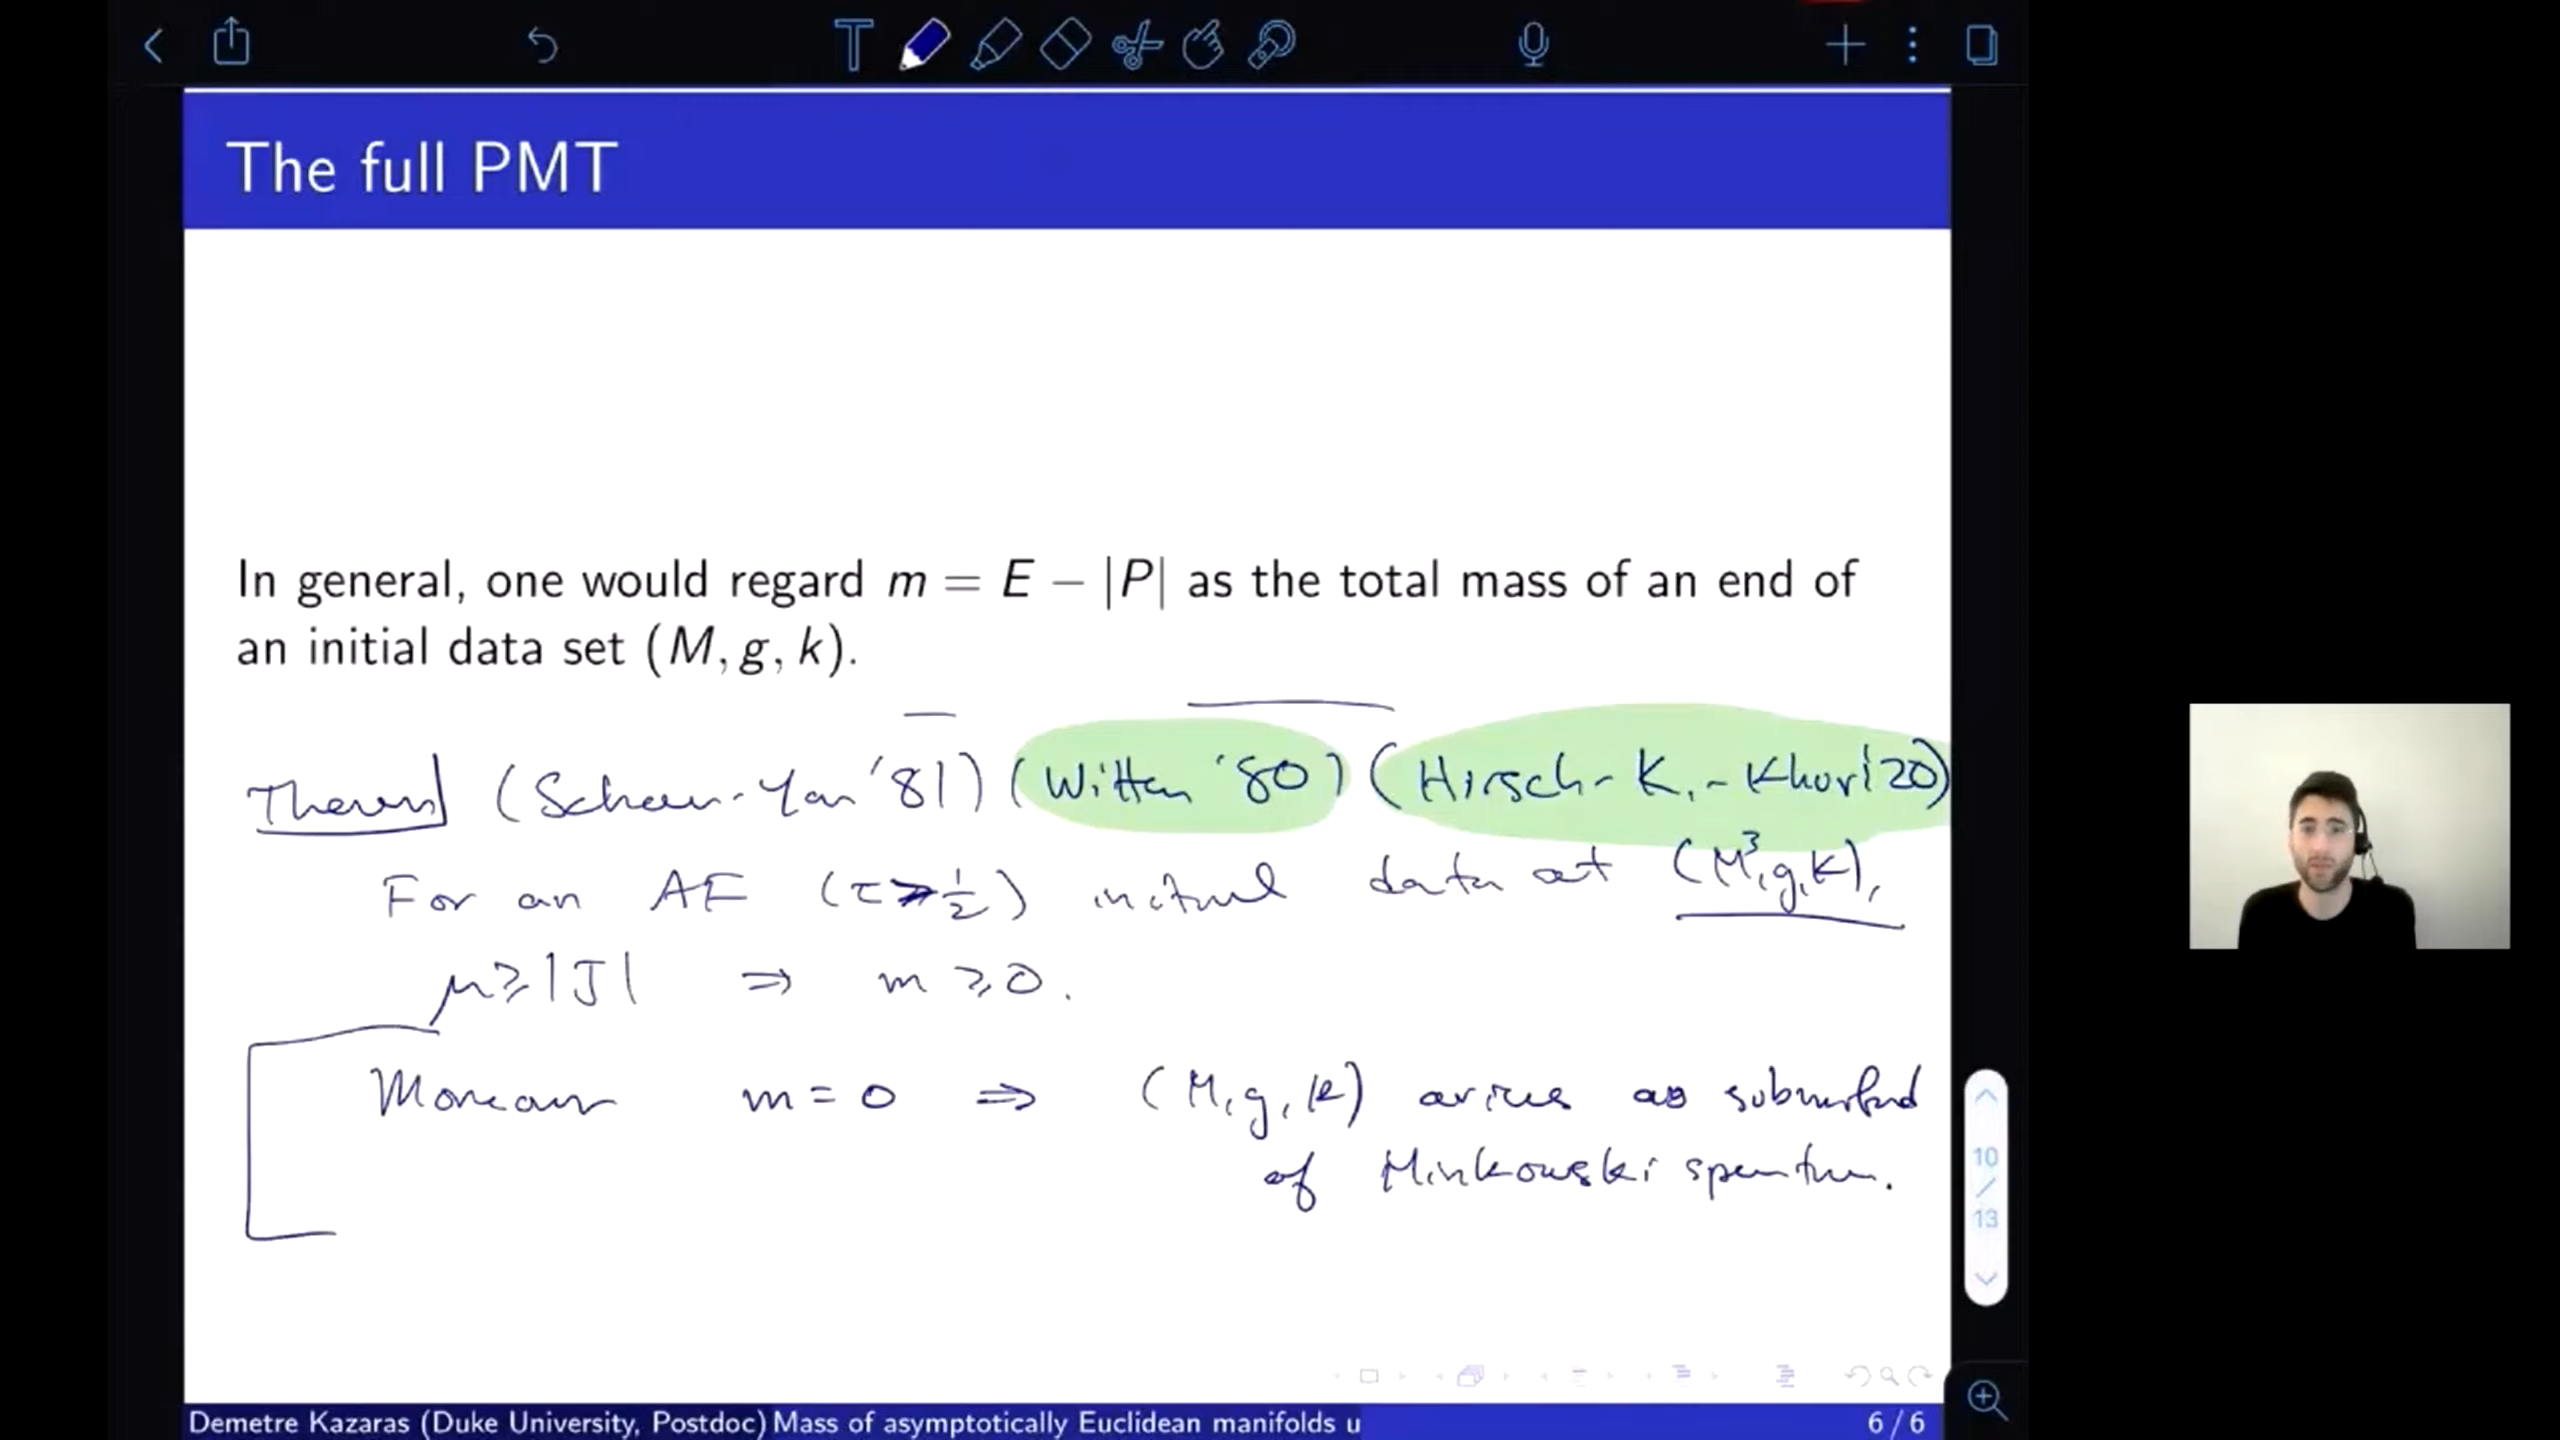 The full PMT
In general, one would regard m = E − |P| as the total mass of an end of
an initial data set (M, g, k).
Theorem (Schoen-Yau '81) (Witten '80) (Hirsch-K.-Khuri '20)
For an AF (τ > 1/2) initial data set (M³, g, k),
μ ⩾ |J| ⇒ m ⩾ 0.
Moreover m = 0 ⇒ (M, g, k) arises as submfld
of Minkowski spacetime.
10
/
13
Demetre Kazaras (Duke University, Postdoc) Mass of asymptotically Euclidean manifolds u
6 / 6